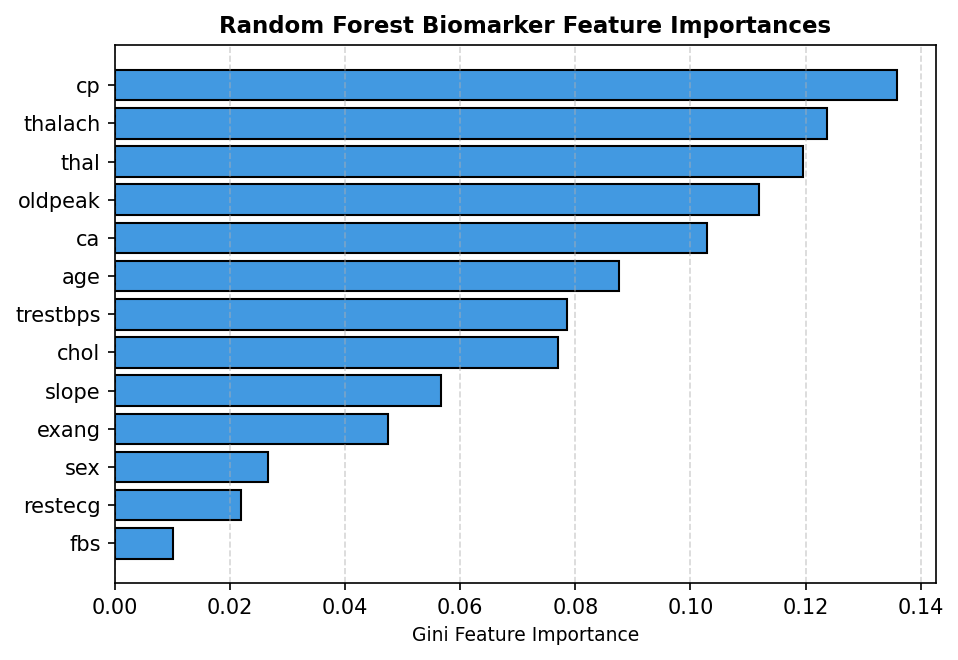 Random Forest Biomarker Feature Importances
cp
thalach
thal
oldpeak
ca
age
trestbps
chol
slope
exang
sex
restecg
fbs
0.00 0.02 0.04 0.06 0.08 0.10 0.12 0.14
Gini Feature Importance